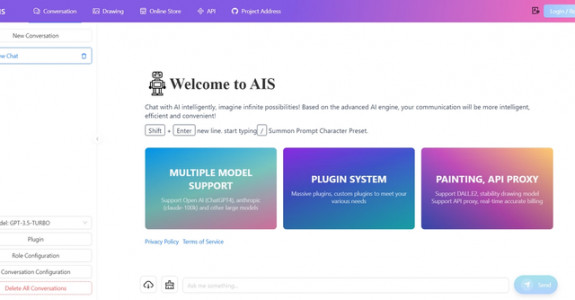 Conversation
Drawing
Online Store
API
Project Address
Login /
New Conversation
Chat
Welcome to AIS
Chat with AI intelligently, imagine infinite possibilities! Based on the advanced AI engine, your communication will be more intelligent,
efficient and convenient!
Shift + Enter new line. start typing / Summon Prompt Character Preset.
MULTIPLE MODEL
SUPPORT
Support Open AI (ChatGPT4), anthropic
(claude 100k) and other large models
PLUGIN SYSTEM
Massive plugins, custom plugins to meet your
various needs
PAINTING, API PROXY
Support DALL.E2, stability drawing model
Support API proxy, real-time accurate billing
Privacy Policy Terms of Service
GPT-3.5-TURBO
Plugin
Role Configuration
Conversation Configuration
Delete All Conversations
Ask me something...
Send